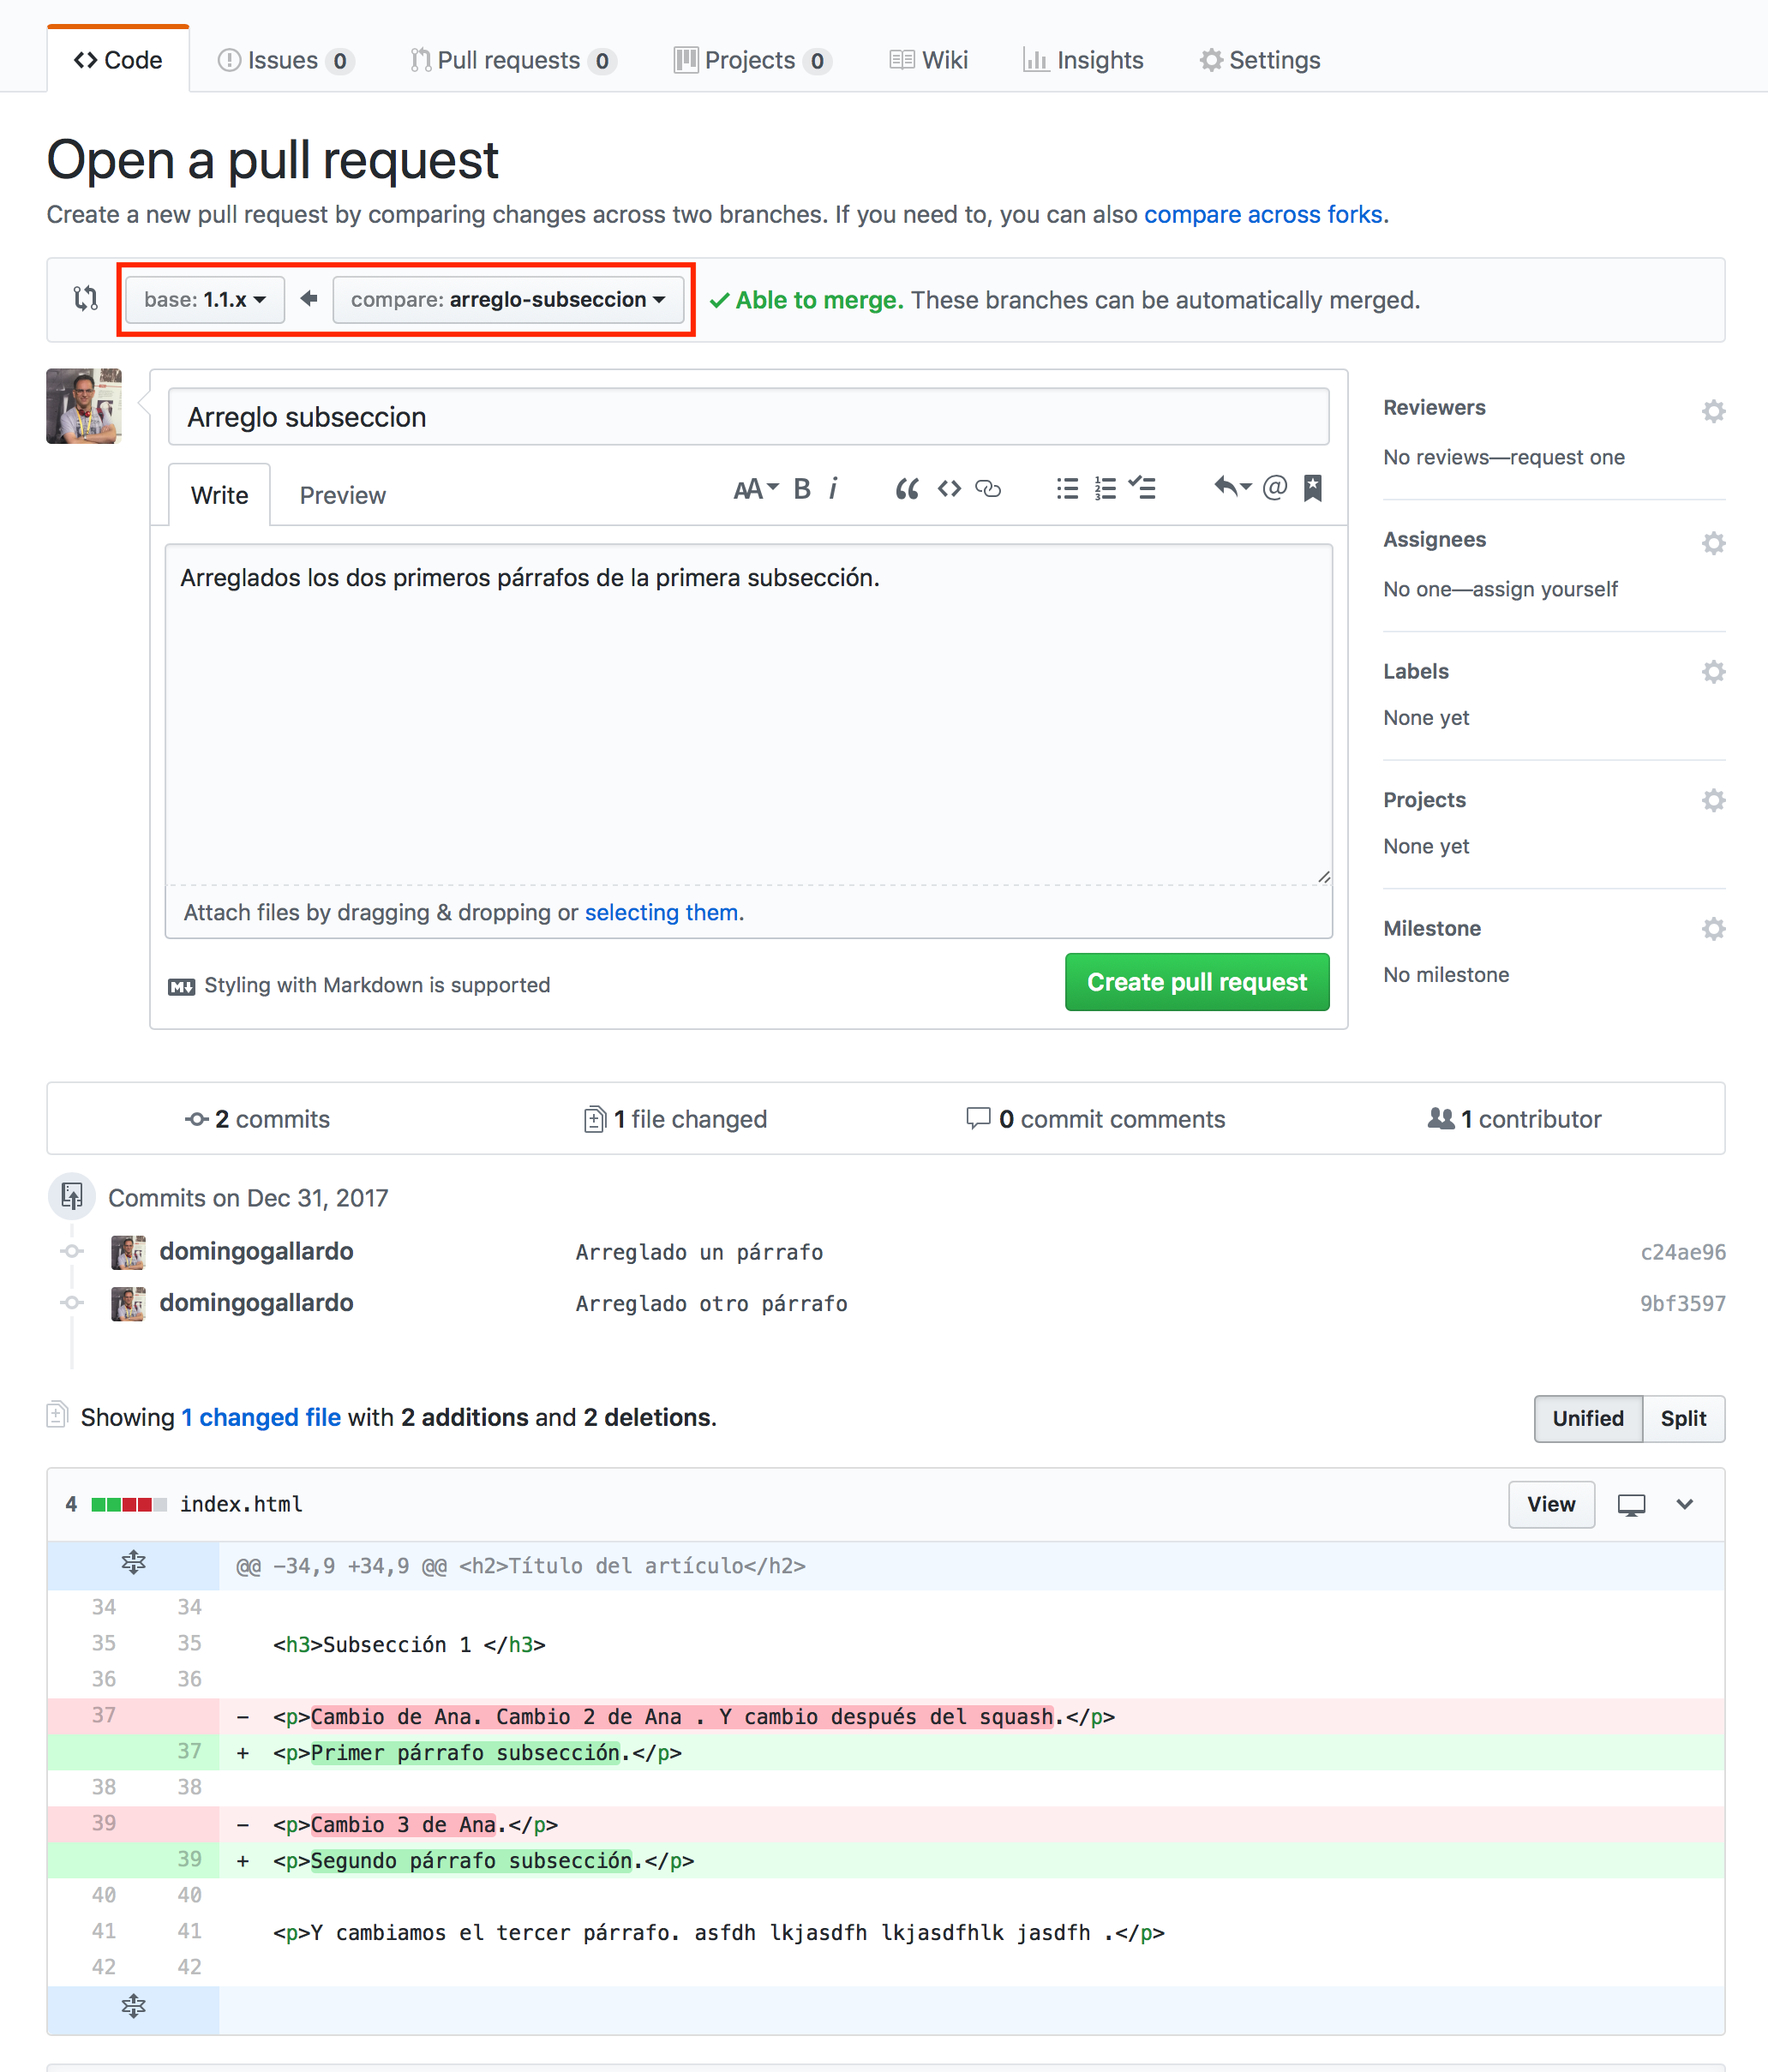 Code Issues 0 Pull requests 0 Projects 0 Wiki Insights Settings
Open a pull request
Create a new pull request by comparing changes across two branches. If you need to, you can also compare across forks.
base: 1.1.x compare: arreglo-subseccion Able to merge. These branches can be automatically merged.
Arreglo subseccion
Write Preview
Arreglados los dos primeros párrafos de la primera subsección.
Attach files by dragging & dropping or selecting them.
Styling with Markdown is supported
Create pull request
Reviewers
No reviews—request one
Assignees
No one—assign yourself
Labels
None yet
Projects
None yet
Milestone
No milestone
2 commits 1 file changed 0 commit comments 1 contributor
Commits on Dec 31, 2017
domingogallardo Arreglado un párrafo c24ae96
domingogallardo Arreglado otro párrafo 9bf3597
Showing 1 changed file with 2 additions and 2 deletions.
Unified Split
4 index.html View
@@ -34,9 +34,9 @@ <h2>Título del artículo</h2>
34 34
35 35 <h3>Subsección 1 </h3>
36 36
37 - <p>Cambio de Ana. Cambio 2 de Ana . Y cambio después del squash.</p>
37 + <p>Primer párrafo subsección.</p>
38 38
39 - <p>Cambio 3 de Ana.</p>
39 + <p>Segundo párrafo subsección.</p>
40 40
41 41 <p>Y cambiamos el tercer párrafo. asfdh lkjasdfh lkjasdfhlk jasdfh .</p>
42 42